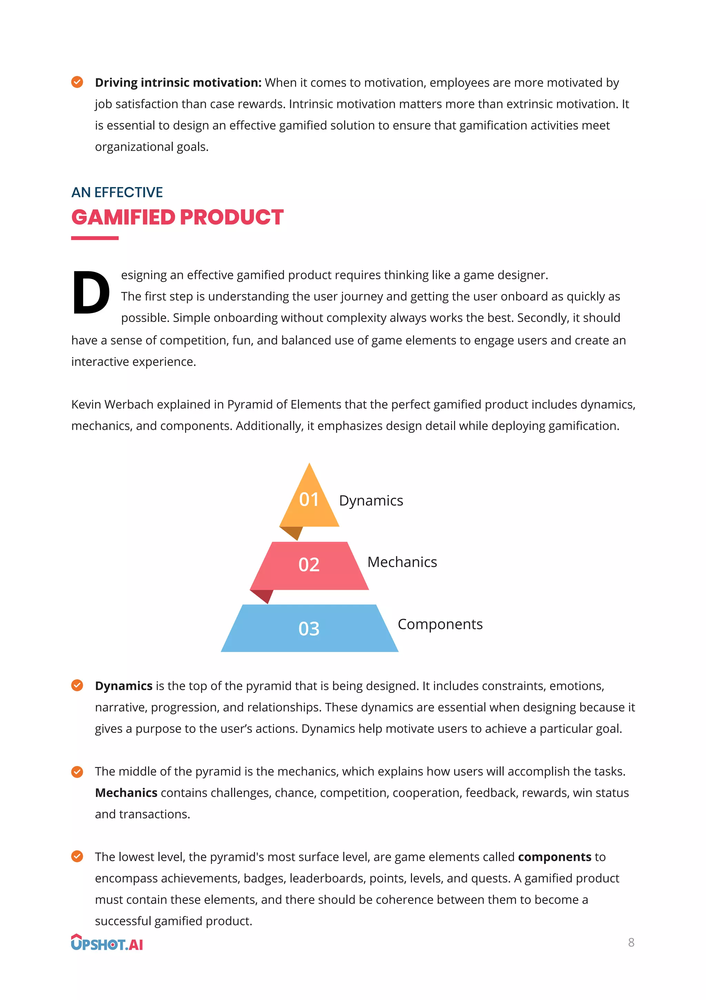 Driving intrinsic motivation: When it comes to motivation, employees are more motivated by
job satisfaction than case rewards. Intrinsic motivation matters more than extrinsic motivation. It
is essential to design an effective gamified solution to ensure that gamification activities meet
organizational goals.
AN EFFECTIVE
GAMIFIED PRODUCT
Designing an effective gamified product requires thinking like a game designer.
The first step is understanding the user journey and getting the user onboard as quickly as
possible. Simple onboarding without complexity always works the best. Secondly, it should
have a sense of competition, fun, and balanced use of game elements to engage users and create an
interactive experience.
Kevin Werbach explained in Pyramid of Elements that the perfect gamified product includes dynamics,
mechanics, and components. Additionally, it emphasizes design detail while deploying gamification.
01 Dynamics
02 Mechanics
03 Components
Dynamics is the top of the pyramid that is being designed. It includes constraints, emotions,
narrative, progression, and relationships. These dynamics are essential when designing because it
gives a purpose to the user’s actions. Dynamics help motivate users to achieve a particular goal.
The middle of the pyramid is the mechanics, which explains how users will accomplish the tasks.
Mechanics contains challenges, chance, competition, cooperation, feedback, rewards, win status
and transactions.
The lowest level, the pyramid's most surface level, are game elements called components to
encompass achievements, badges, leaderboards, points, levels, and quests. A gamified product
must contain these elements, and there should be coherence between them to become a
successful gamified product.
UPSHOT.AI
8